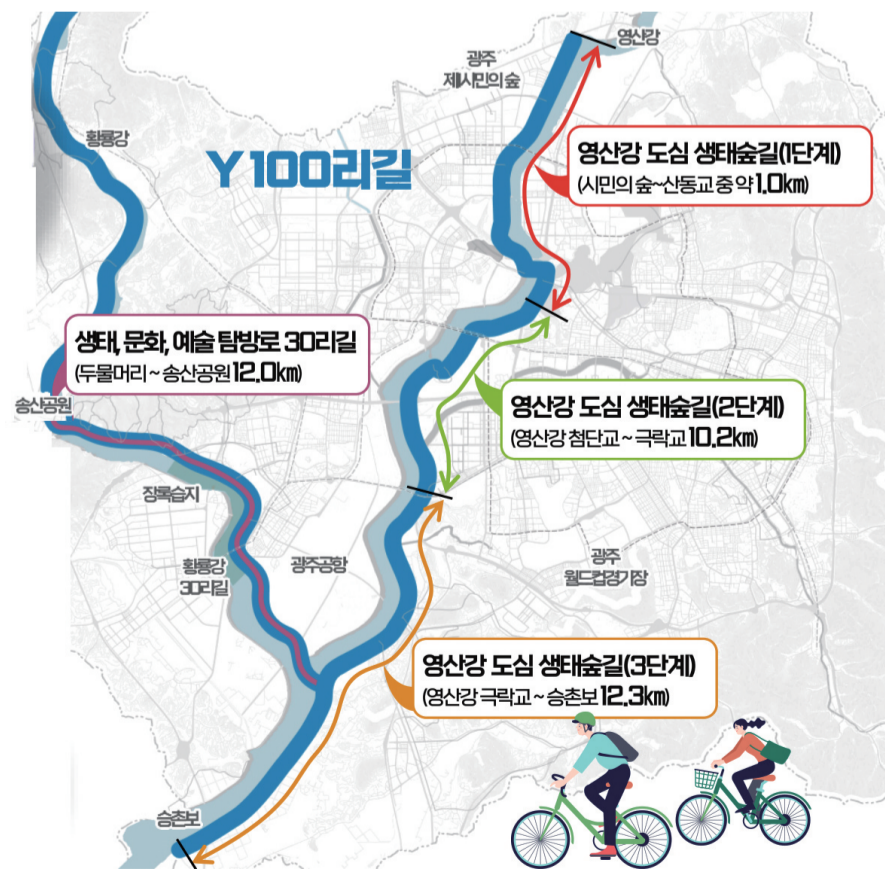 영산강
광주
제1시민의 숲
황룡강
Y 100리길
영산강 도심 생태숲길(1단계)
(시민의 숲~산동교 중 약 1.0km)
생태, 문화, 예술 탐방로 30리길
(두물머리 ~ 송산공원 12.0km)
송산공원
영산강 도심 생태숲길(2단계)
(영산강 첨단교 ~ 극락교 10.2km)
장록습지
황룡강
30리길
광주공항
광주
월드컵경기장
영산강 도심 생태숲길(3단계)
(영산강 극락교 ~ 승촌보 12.3km)
승촌보